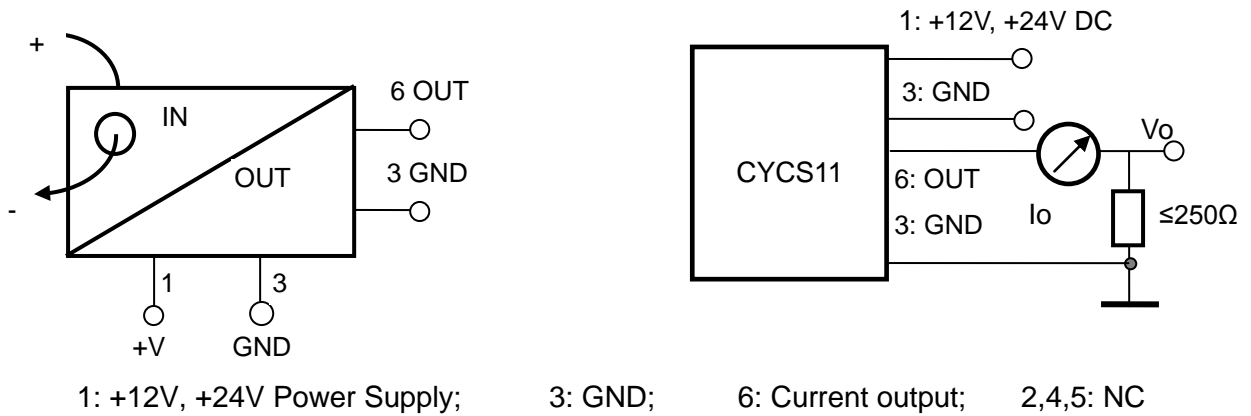 +
IN
OUT
-
6 OUT
3 GND
1
3
+V
GND
1: +12V, +24V DC
3: GND
CYCS11
6: OUT
3: GND
Io
Vo
≤250Ω
1: +12V, +24V Power Supply; 3: GND; 6: Current output; 2,4,5: NC